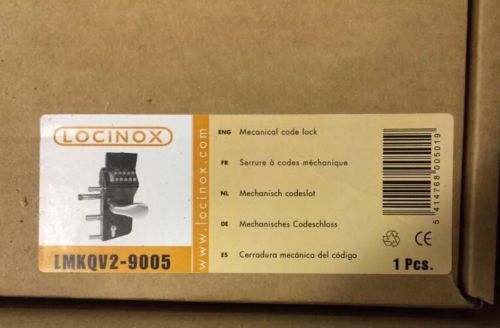 LOCINOX
www.locinox.com
LMKQV2-9005
ENG Mecanical code lock
FR Serrure à codes méchanique
NL Mechanisch codeslot
DE Mechanisches Codeschloss
ES Cerradura mecánica del código
5 414768 005019
CE
1 Pcs.